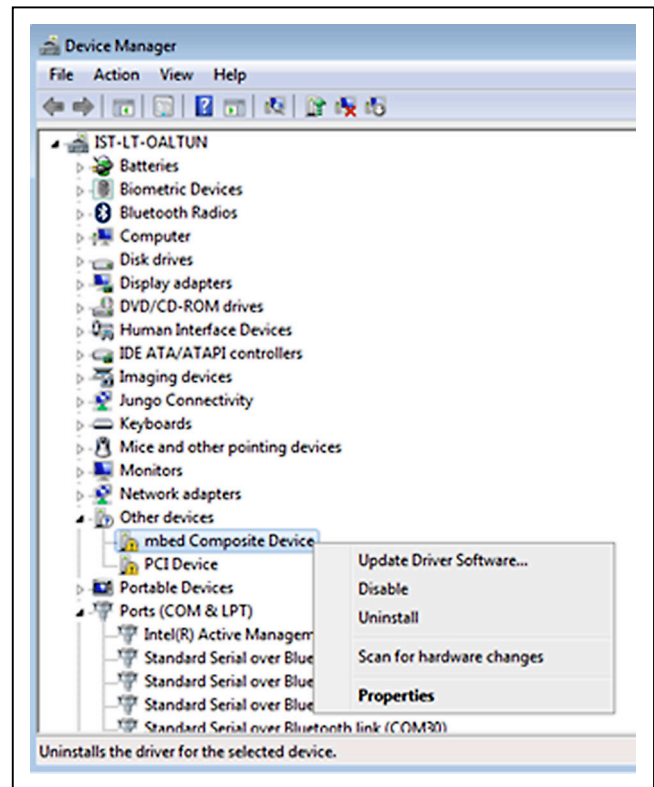 Device Manager
File Action View Help
IST-LT-OALTUN
Batteries
Biometric Devices
Bluetooth Radios
Computer
Disk drives
Display adapters
DVD/CD-ROM drives
Human Interface Devices
IDE ATA/ATAPI controllers
Imaging devices
Jungo Connectivity
Keyboards
Mice and other pointing devices
Monitors
Network adapters
Other devices
mbed Composite Device
PCI Device
Portable Devices
Ports (COM & LPT)
Intel(R) Active Managem
Standard Serial over Blue
Standard Serial over Blue
Standard Serial over Blue
Standard Serial over Bluetooth link (COM30)
Update Driver Software...
Disable
Uninstall
Scan for hardware changes
Properties
Uninstalls the driver for the selected device.